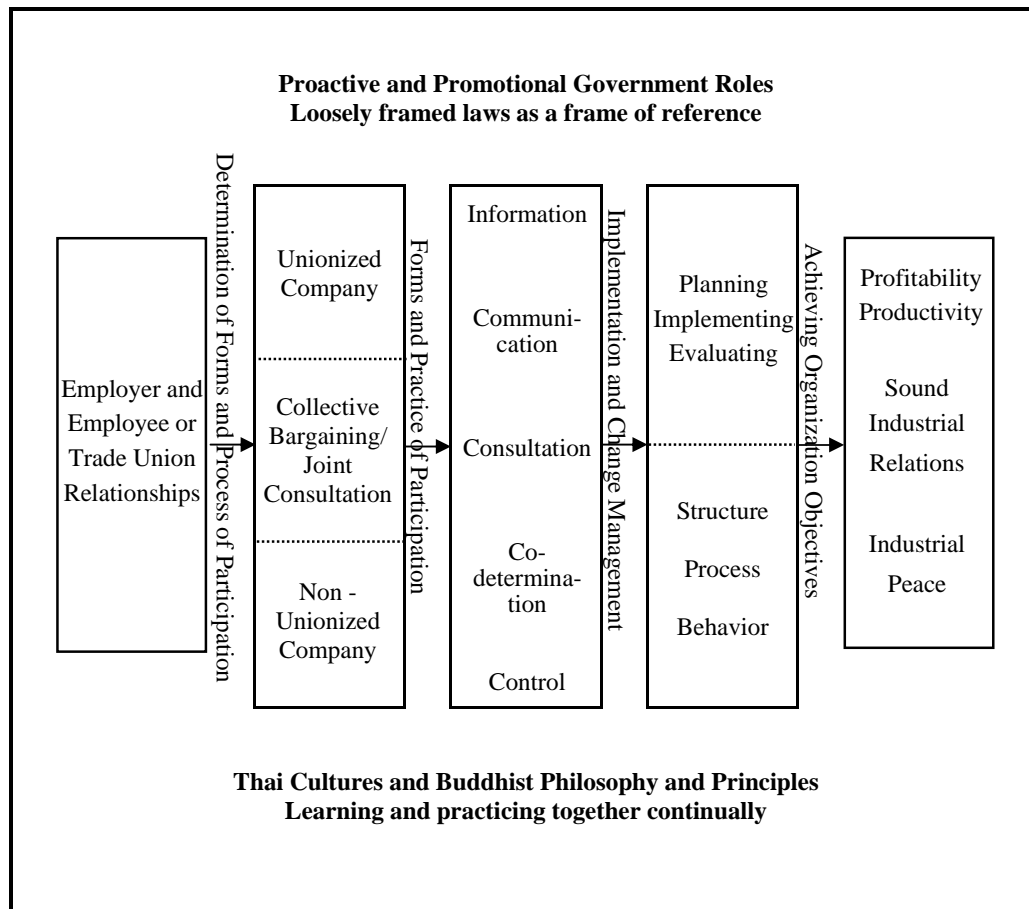 Proactive and Promotional Government Roles
Loosely framed laws as a frame of reference
Employer and
Employee or
Trade Union
Relationships
Determination of Forms and Process of Participation
Unionized
Company
Collective
Bargaining/
Joint
Consultation
Non -
Unionized
Company
Forms and Practice of Participation
Information
Communi-
cation
Consultation
Co-
determina-
tion
Control
Implementation and Change Management
Planning
Implementing
Evaluating
Structure
Process
Behavior
Achieving Organization Objectives
Profitability
Productivity
Sound
Industrial
Relations
Industrial
Peace
Thai Cultures and Buddhist Philosophy and Principles
Learning and practicing together continually